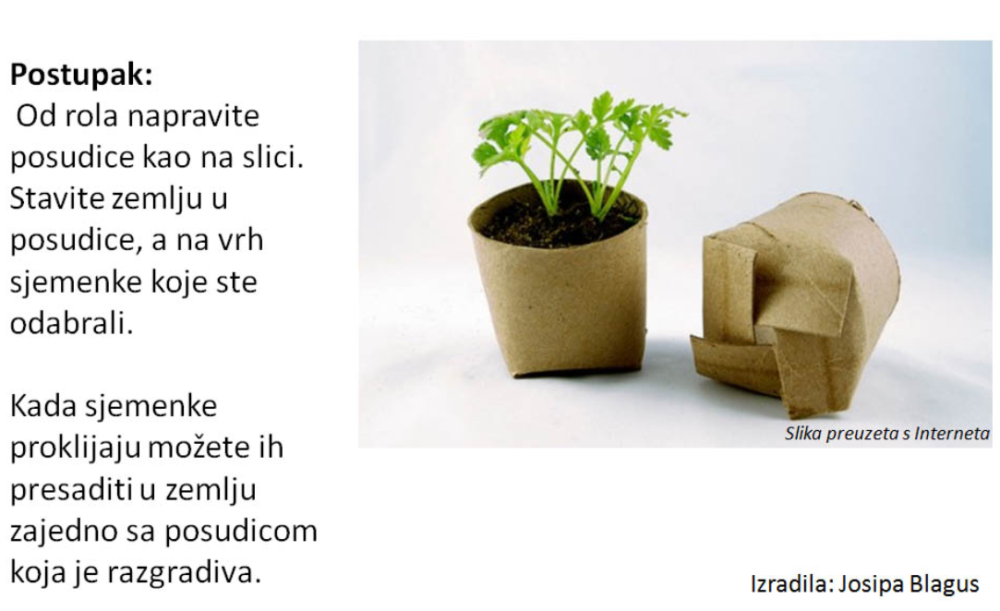 Postupak:
Od rola napravite
posudice kao na slici.
Stavite zemlju u
posudice, a na vrh
sjemenke koje ste
odabrali.
Kada sjemenke
proklijaju možete ih
presaditi u zemlju
zajedno sa posudicom
koja je razgradiva.
Slika preuzeta s Interneta
Izradila: Josipa Blagus